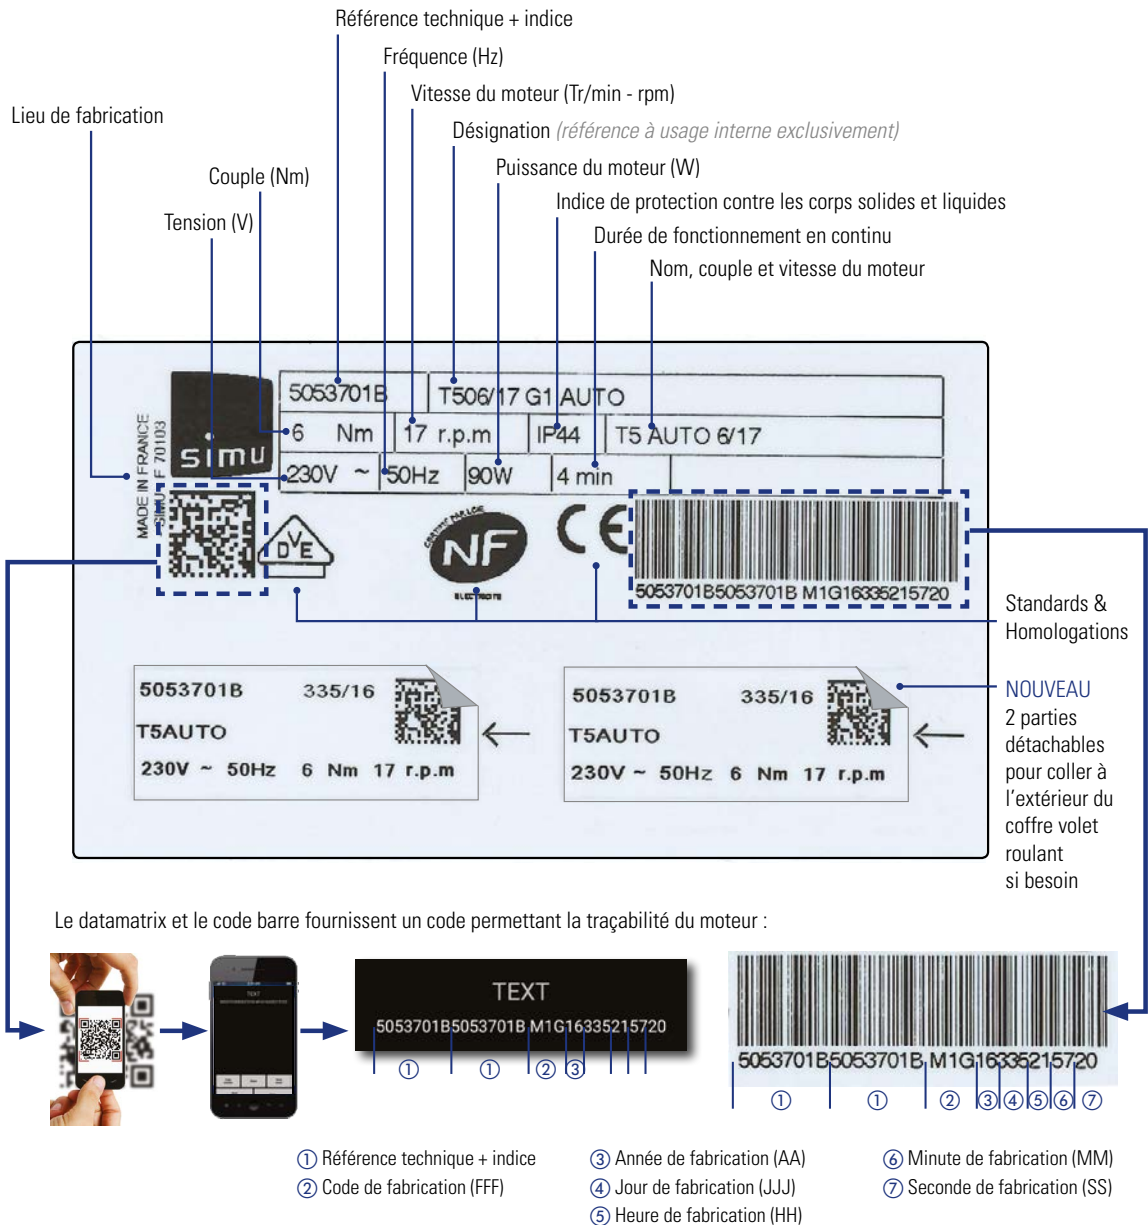 Référence technique + indice
Fréquence (Hz)
Vitesse du moteur (Tr/min - rpm)
Lieu de fabrication
Désignation (référence à usage interne exclusivement)
Couple (Nm)
Puissance du moteur (W)
Indice de protection contre les corps solides et liquides
Tension (V)
Durée de fonctionnement en continu
Nom, couple et vitesse du moteur
MADE IN FRANCE
SIMU F 70103
simu
5053701B T506/17 G1 AUTO
6 Nm 17 r.p.m IP44 T5 AUTO 6/17
230V ~ 50Hz 90W 4 min
DVE
CERTIFIE PAR LCIE
NF
ELECTRICITE
CE
5053701B5053701B M1G16335215720
Standards &
Homologations
5053701B 335/16
T5AUTO
230V ~ 50Hz 6 Nm 17 r.p.m
5053701B 335/16
T5AUTO
230V ~ 50Hz 6 Nm 17 r.p.m
NOUVEAU
2 parties
détachables
pour coller à
l'extérieur du
coffre volet
roulant
si besoin
Le datamatrix et le code barre fournissent un code permettant la traçabilité du moteur :
TEXT
TEXT
5053701B5053701B M1G16335215720
① ① ② ③
5053701B5053701B M1G16335215720
① ① ② ③ ④ ⑤ ⑥ ⑦
① Référence technique + indice
② Code de fabrication (FFF)
③ Année de fabrication (AA)
④ Jour de fabrication (JJJ)
⑤ Heure de fabrication (HH)
⑥ Minute de fabrication (MM)
⑦ Seconde de fabrication (SS)